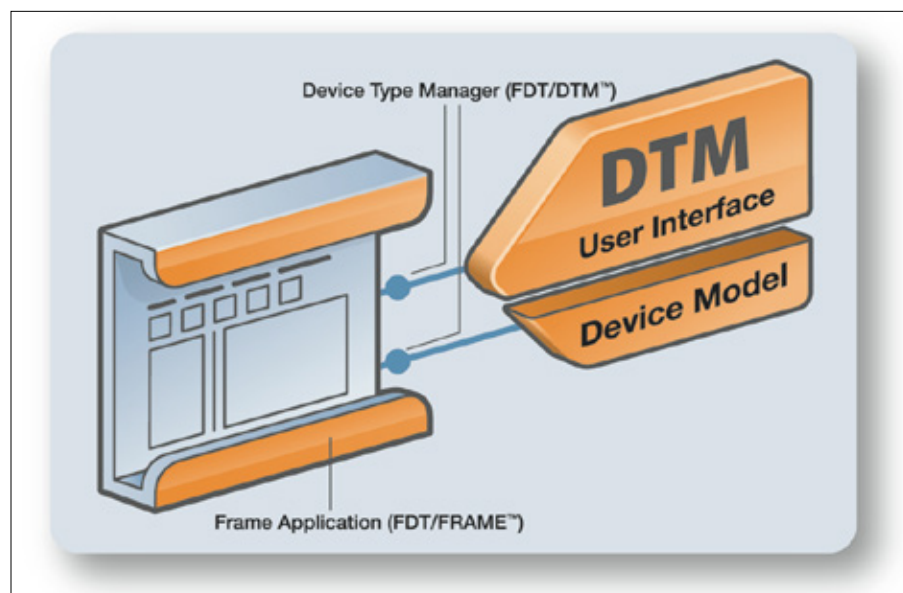 Device Type Manager (FDT/DTM™)
DTM
User Interface
Device Model
Frame Application (FDT/FRAME™)